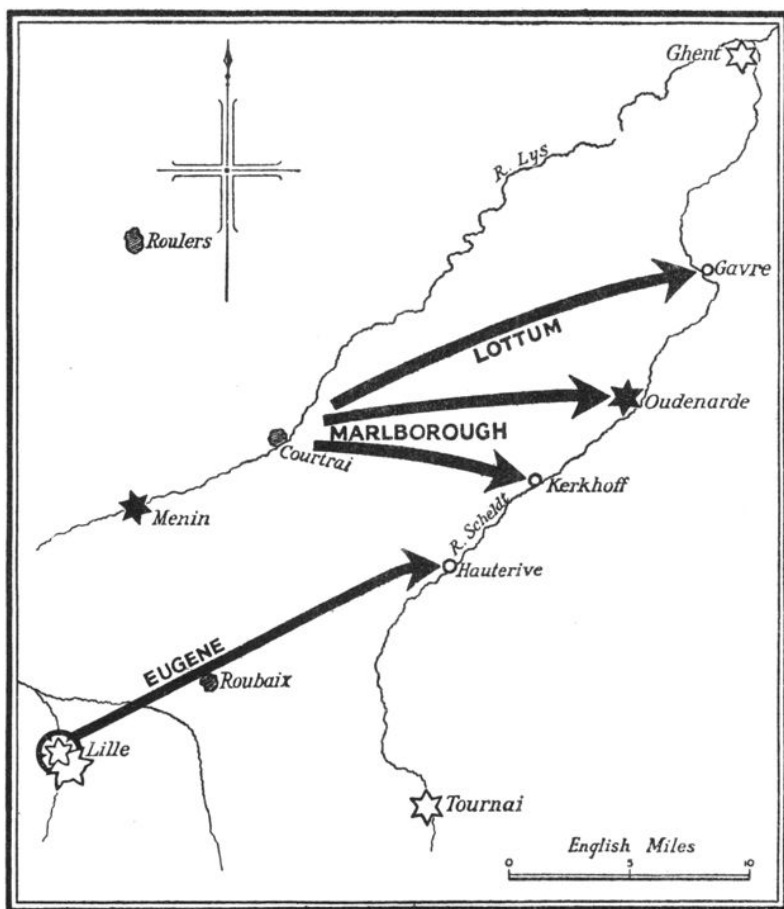 Ghent
R. Lys
Roulers
Gavre
LOTTUM
Oudenarde
MARLBOROUGH
Courtrai
Kerkhoff
Menin
R. Scheldt
Hauterive
EUGENE
Roubaix
Lille
Tournai
English Miles
0 5 10